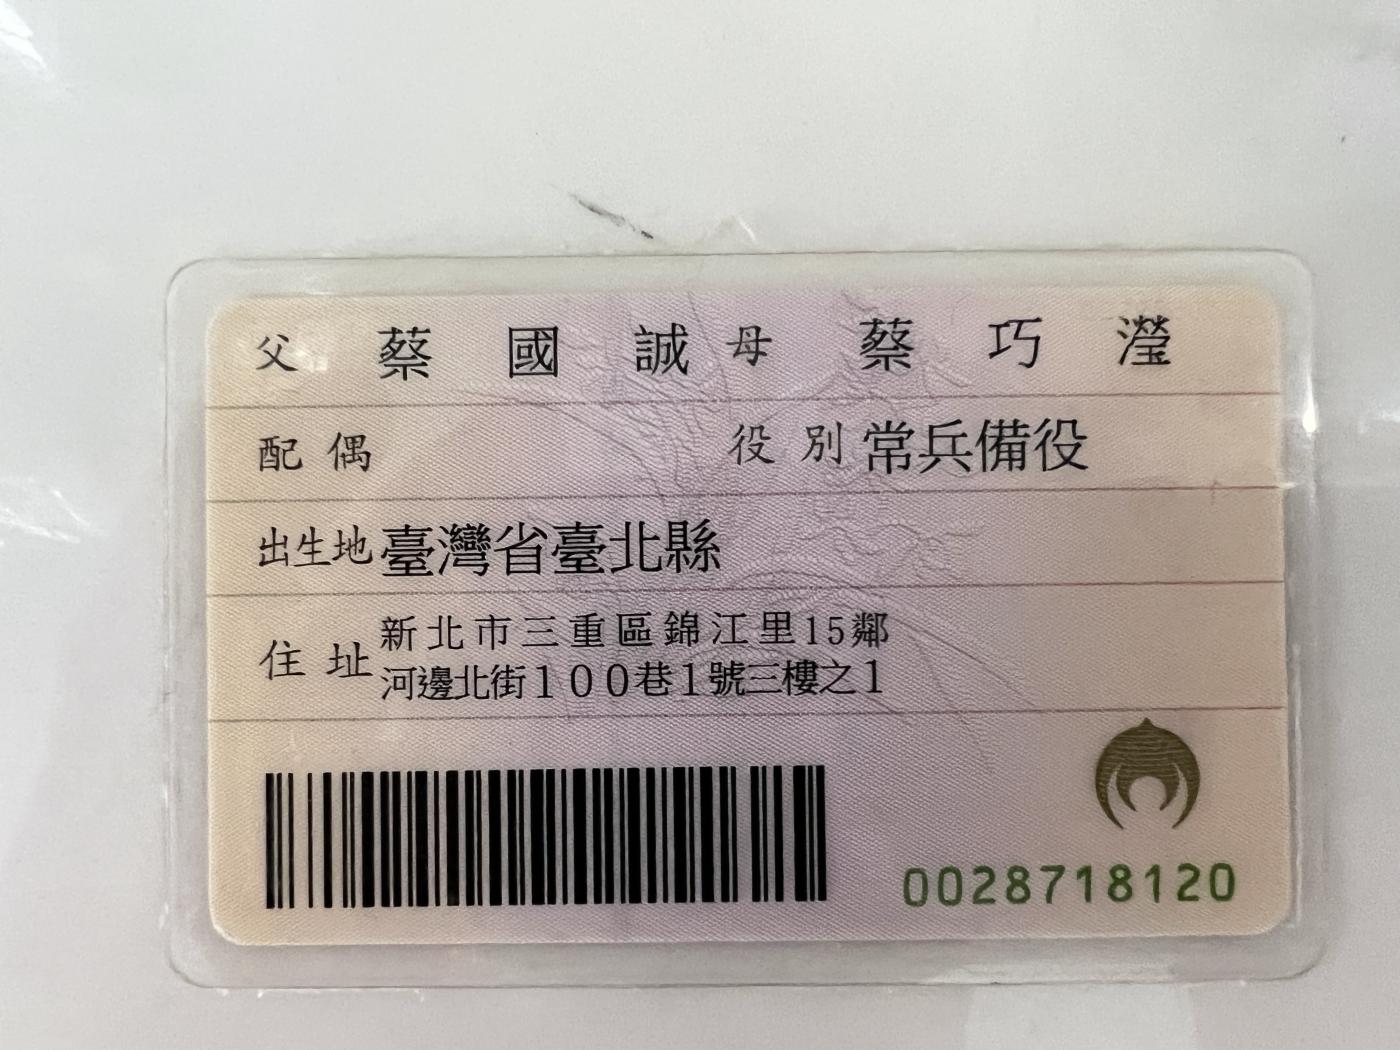 父 蔡國誠 母 蔡巧瀅
配偶 役別 常兵備役
出生地 臺灣省臺北縣
住址 新北市三重區錦江里15鄰
河邊北街100巷1號三樓之1
0028718120